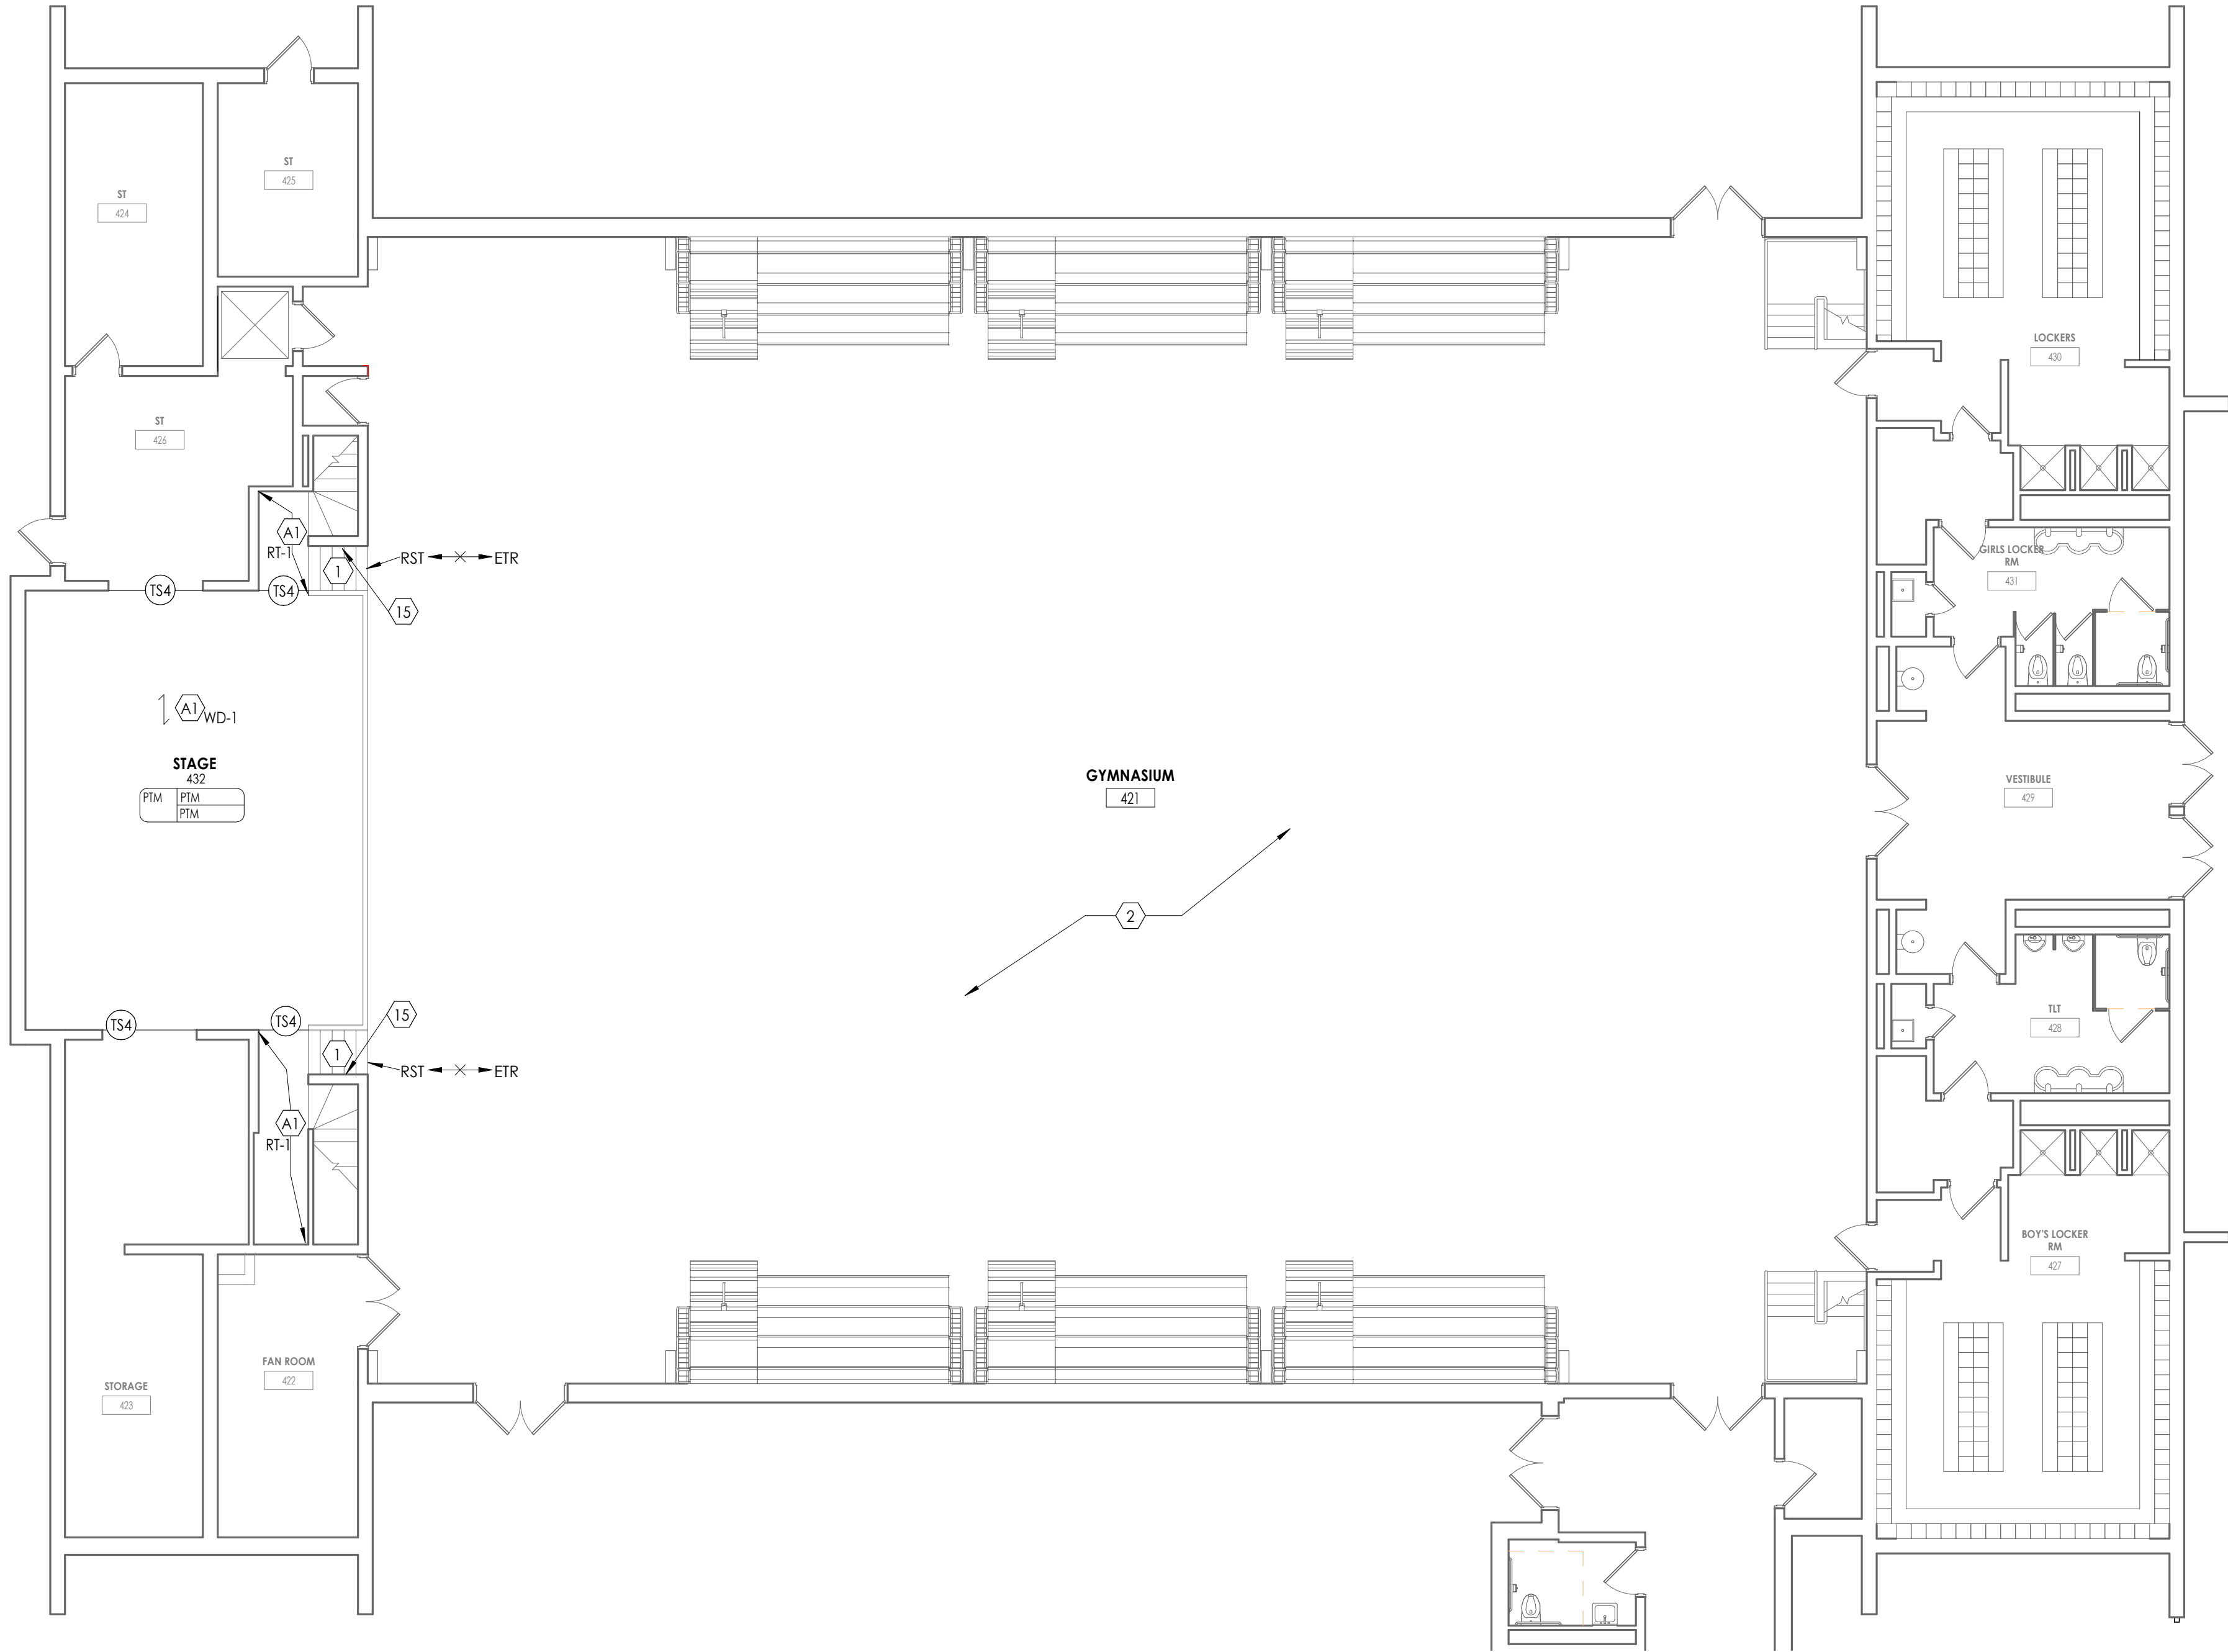 ST
425
ST
424
LOCKERS
430
ST
426
A1
RT-1
RST
ETR
1
15
TS4
TS4
GIRLS LOCKER
RM
431
A1
WD-1
STAGE
432
PTM
PTM
PTM
GYMNASIUM
421
VESTIBULE
429
2
TS4
TS4
15
1
RST
ETR
TLT
428
A1
RT-1
BOY'S LOCKER
RM
427
FAN ROOM
422
STORAGE
423